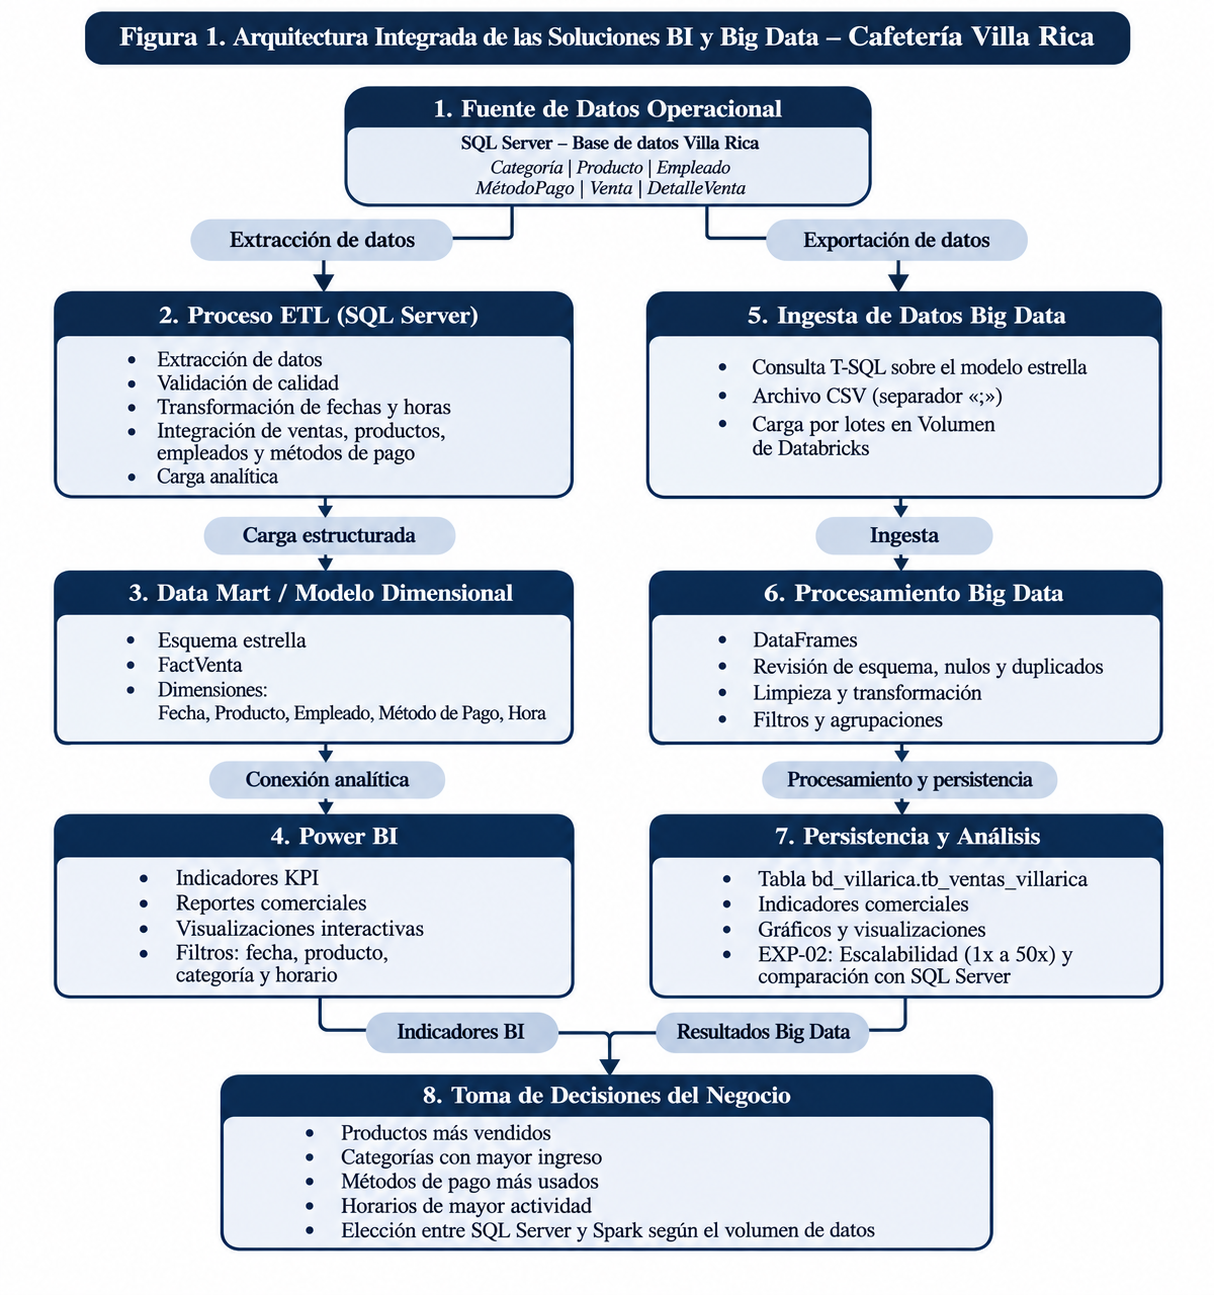 Figura 1. Arquitectura Integrada de las Soluciones BI y Big Data – Cafetería Villa Rica
1. Fuente de Datos Operacional
SQL Server – Base de datos Villa Rica
Categoría | Producto | Empleado
MétodoPago | Venta | DetalleVenta
Extracción de datos
Exportación de datos
2. Proceso ETL (SQL Server)
• Extracción de datos
• Validación de calidad
• Transformación de fechas y horas
• Integración de ventas, productos,
empleados y métodos de pago
• Carga analítica
5. Ingesta de Datos Big Data
• Consulta T-SQL sobre el modelo estrella
• Archivo CSV (separador «;»)
• Carga por lotes en Volumen
de Databricks
Carga estructurada
Ingesta
3. Data Mart / Modelo Dimensional
• Esquema estrella
• FactVenta
• Dimensiones:
Fecha, Producto, Empleado, Método de Pago, Hora
6. Procesamiento Big Data
• DataFrames
• Revisión de esquema, nulos y duplicados
• Limpieza y transformación
• Filtros y agrupaciones
Conexión analítica
Procesamiento y persistencia
4. Power BI
• Indicadores KPI
• Reportes comerciales
• Visualizaciones interactivas
• Filtros: fecha, producto,
categoría y horario
7. Persistencia y Análisis
• Tabla bd_villarica.tb_ventas_villarica
• Indicadores comerciales
• Gráficos y visualizaciones
• EXP-02: Escalabilidad (1x a 50x) y
comparación con SQL Server
Indicadores BI
Resultados Big Data
8. Toma de Decisiones del Negocio
• Productos más vendidos
• Categorías con mayor ingreso
• Métodos de pago más usados
• Horarios de mayor actividad
• Elección entre SQL Server y Spark según el volumen de datos